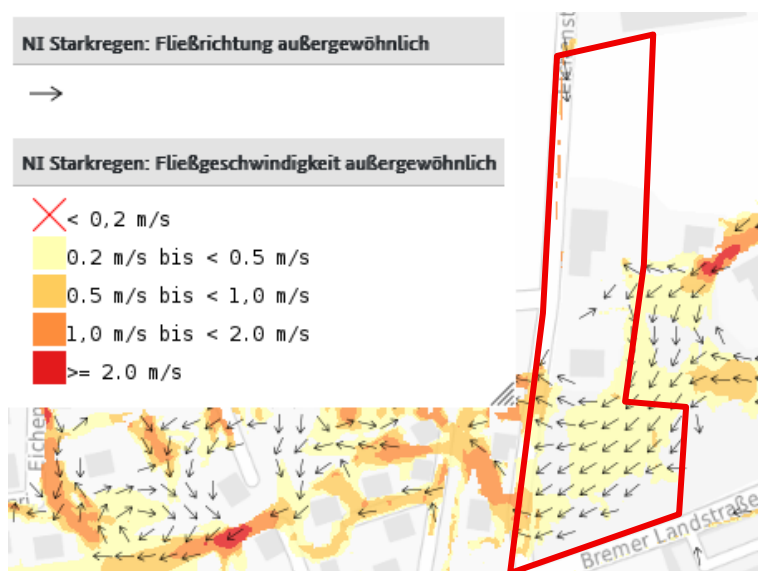 NI Starkregen: Fließrichtung außergewöhnlich
NI Starkregen: Fließgeschwindigkeit außergewöhnlich
< 0,2 m/s
0.2 m/s bis < 0.5 m/s
0.5 m/s bis < 1,0 m/s
1,0 m/s bis < 2.0 m/s
>= 2.0 m/s
Eichen
Bremer Landstraße